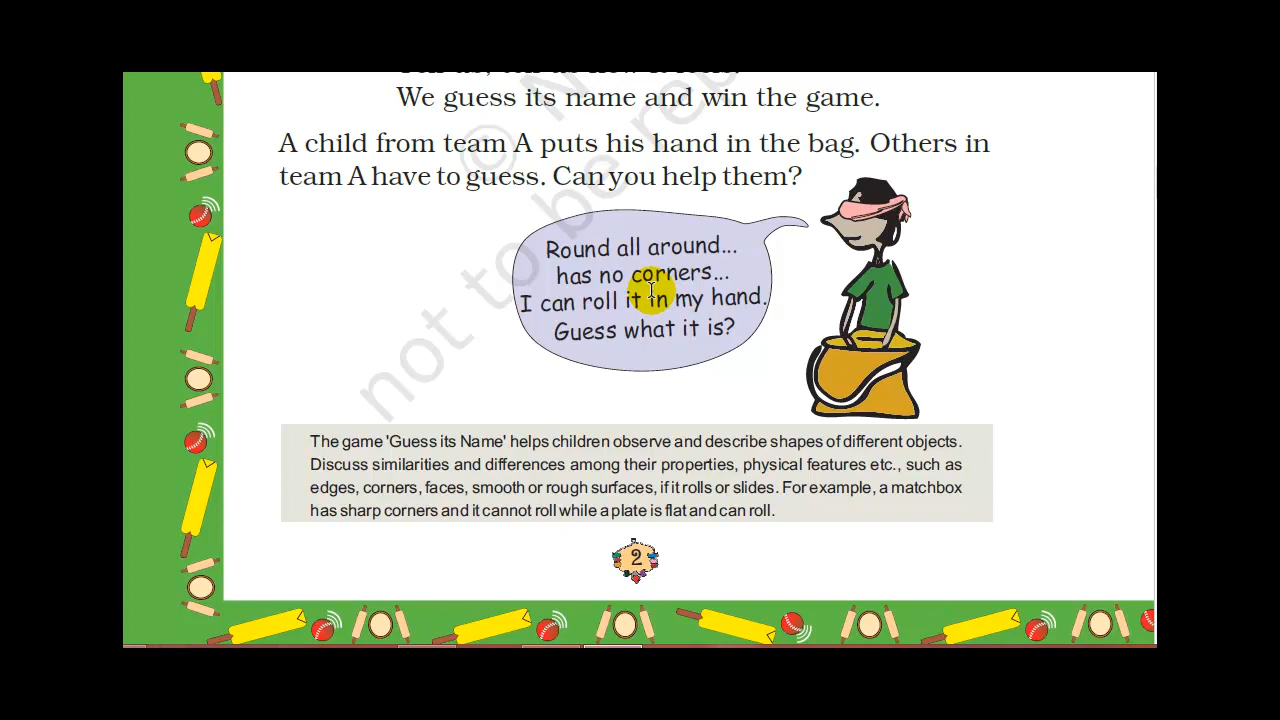 We guess its name and win the game.
A child from team A puts his hand in the bag. Others in
team A have to guess. Can you help them?
Round all around...
has no corners...
I can roll it in my hand.
Guess what it is?
The game 'Guess its Name' helps children observe and describe shapes of different objects.
Discuss similarities and differences among their properties, physical features etc., such as
edges, corners, faces, smooth or rough surfaces, if it rolls or slides. For example, a matchbox
has sharp corners and it cannot roll while a plate is flat and can roll.
2
© N
not to be rep